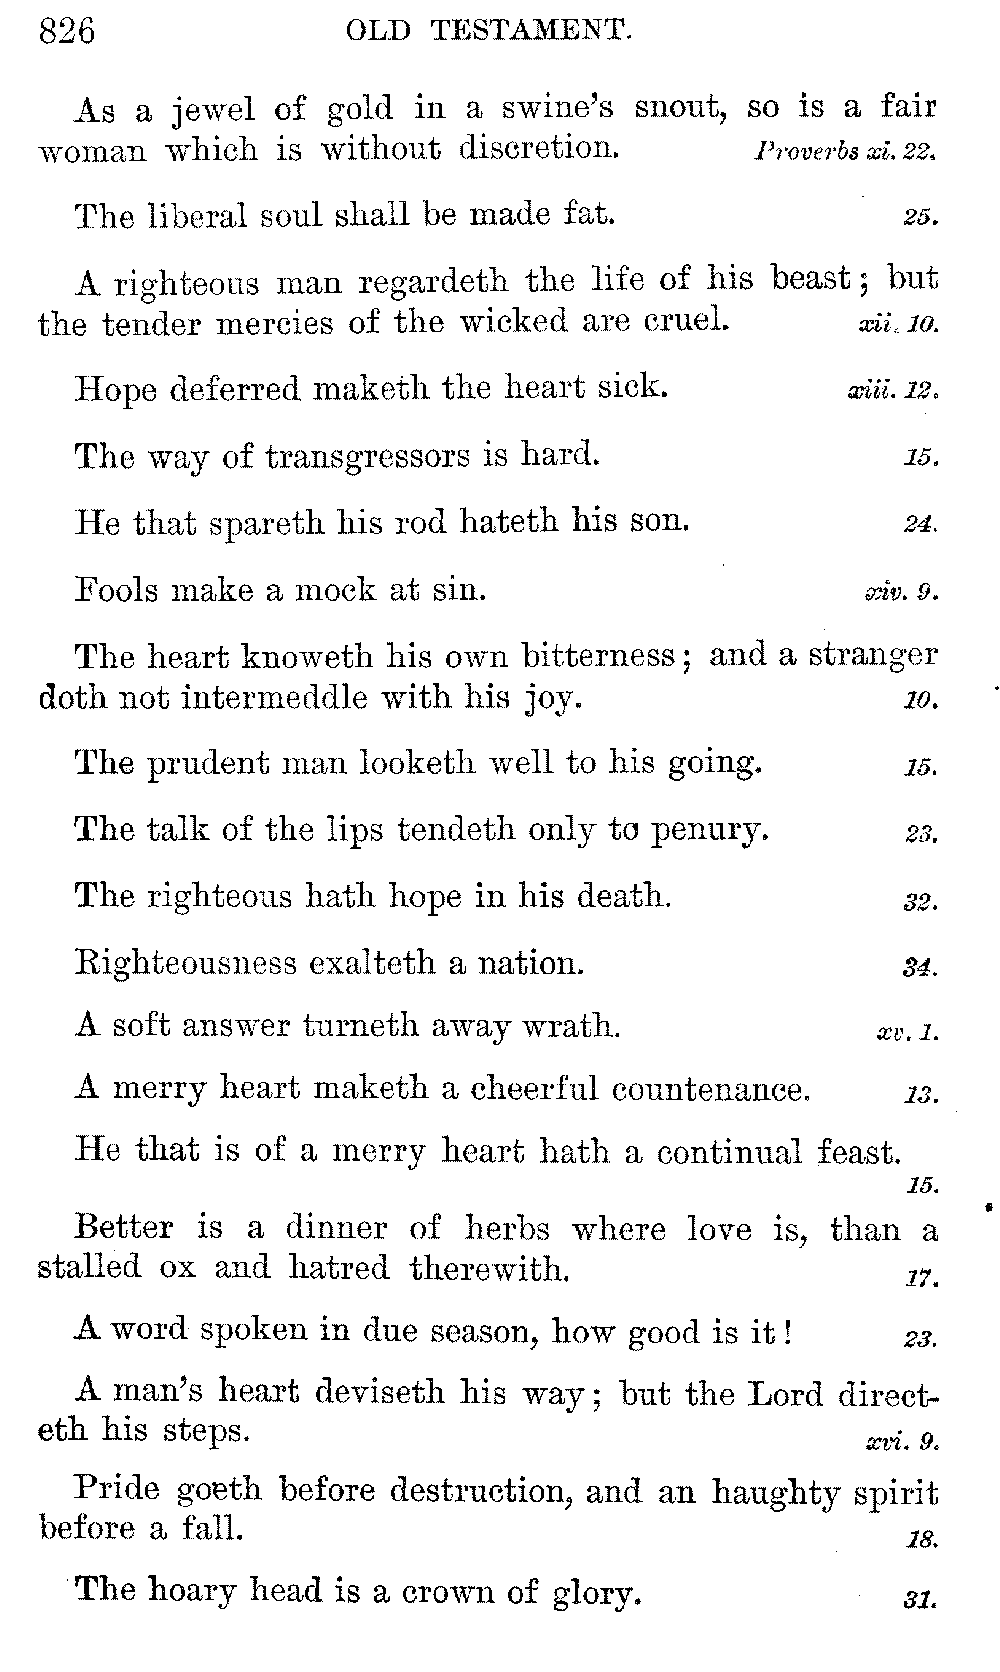 826 OLD TESTAMENT.
As a jewel of gold in a swine's snout, so is a fair
woman which is without discretion. Proverbs xi. 22.
The liberal soul shall be made fat. 25.
A righteous man regardeth the life of his beast; but
the tender mercies of the wicked are cruel. xii. 10.
Hope deferred maketh the heart sick. xiii. 12.
The way of transgressors is hard. 15.
He that spareth his rod hateth his son. 24.
Fools make a mock at sin. xiv. 9.
The heart knoweth his own bitterness; and a stranger
doth not intermeddle with his joy. 10.
The prudent man looketh well to his going. 15.
The talk of the lips tendeth only to penury. 23.
The righteous hath hope in his death. 32.
Righteousness exalteth a nation. 34.
A soft answer turneth away wrath. xv. 1.
A merry heart maketh a cheerful countenance. 13.
He that is of a merry heart hath a continual feast.
15.
Better is a dinner of herbs where love is, than a
stalled ox and hatred therewith. 17.
A word spoken in due season, how good is it! 23.
A man's heart deviseth his way; but the Lord direct-
eth his steps. xvi. 9.
Pride goeth before destruction, and an haughty spirit
before a fall. 18.
The hoary head is a crown of glory. 31.